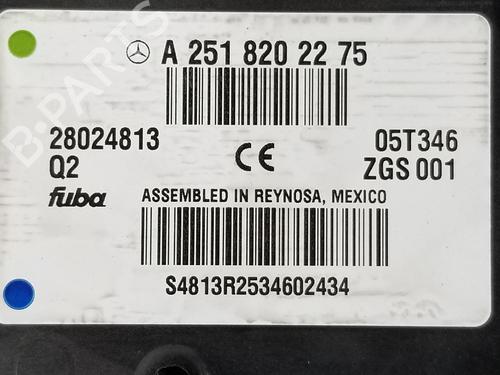 A 251 820 22 75
28024813
05T346
Q2
CE
ZGS 001
fuba
ASSEMBLED IN REYNOSA, MEXICO
S4813R2534602434
B-PARTS